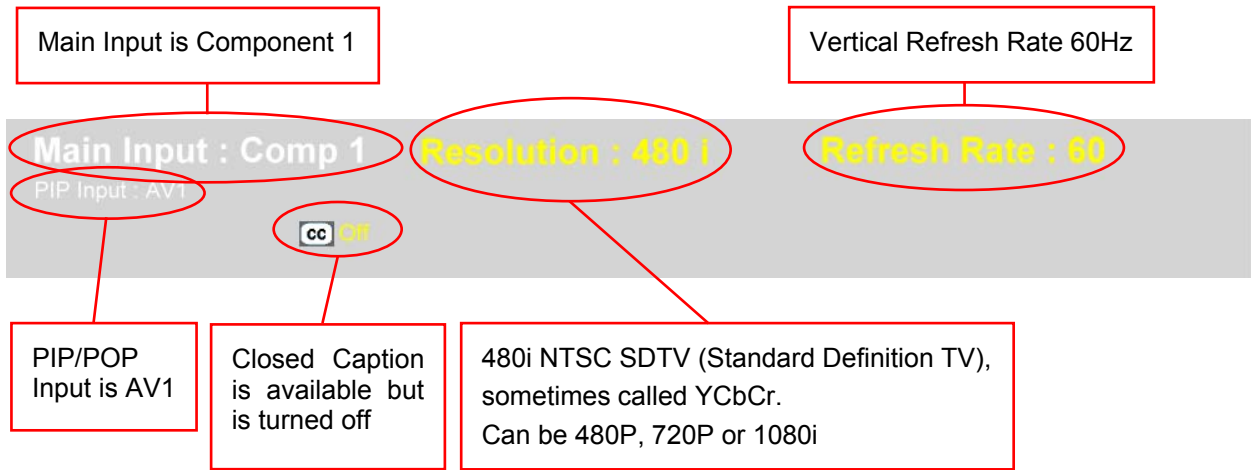 Main Input is Component 1
Vertical Refresh Rate 60Hz
Main Input : Comp 1
Resolution : 480 i
Refresh Rate : 60
PIP Input : AV1
cc Off
PIP/POP
Input is AV1
Closed Caption
is available but
is turned off
480i NTSC SDTV (Standard Definition TV),
sometimes called YCbCr.
Can be 480P, 720P or 1080i